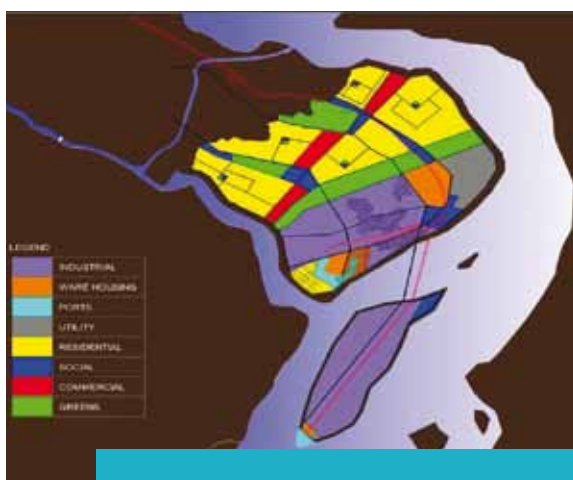 LEGEND
INDUSTRIAL
WARE HOUSING
PORTS
UTILITY
RESIDENTIAL
SOCIAL
COMMERCIAL
GREENS